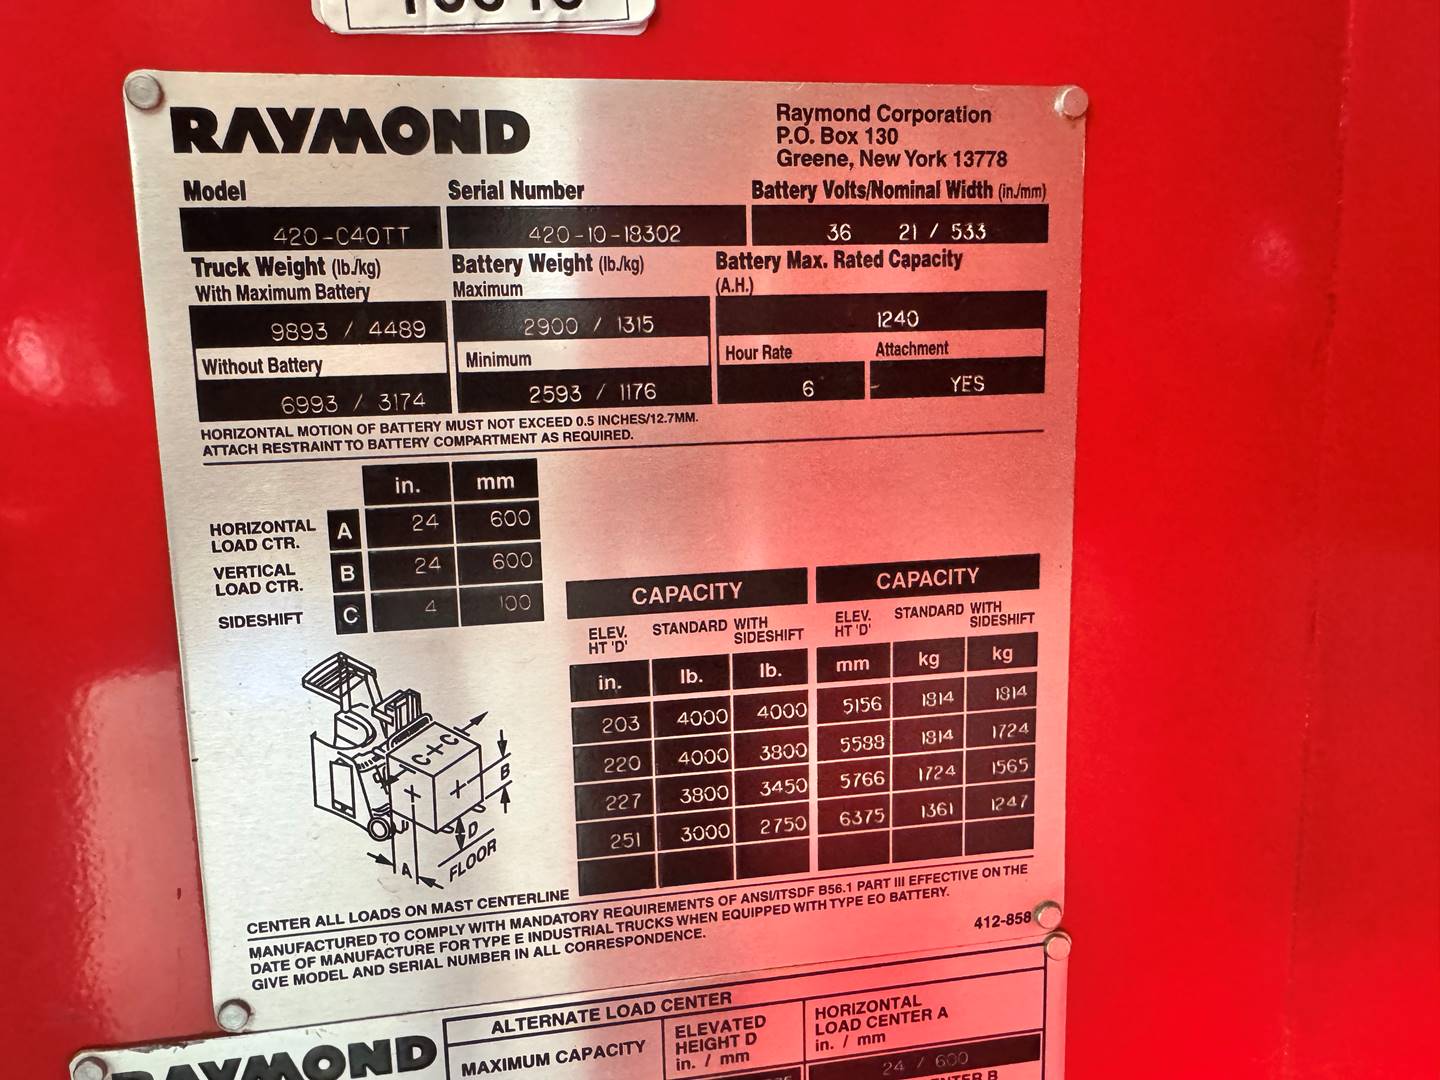 RAYMOND
Raymond Corporation
P.O. Box 130
Greene, New York 13778
Model
Serial Number
Battery Volts/Nominal Width (in./mm)
420-C40TT
420-10-18302
36 21 / 533
Truck Weight (lb./kg)
Battery Weight (lb./kg)
Battery Max. Rated Capacity
With Maximum Battery
Maximum
(A.H.)
9893 / 4489
2900 / 1315
1240
Without Battery
Minimum
Hour Rate
Attachment
6993 / 3174
2593 / 1176
6
YES
HORIZONTAL MOTION OF BATTERY MUST NOT EXCEED 0.5 INCHES/12.7MM.
ATTACH RESTRAINT TO BATTERY COMPARTMENT AS REQUIRED.
in. mm
HORIZONTAL
LOAD CTR.
A 24 600
VERTICAL
LOAD CTR.
B 24 600
SIDESHIFT C 4 100
CAPACITY
CAPACITY
ELEV.
HT 'D'
STANDARD
WITH
SIDESHIFT
ELEV.
HT 'D'
STANDARD
WITH
SIDESHIFT
in. lb. lb. mm kg kg
203 4000 4000 5156 1814 1814
220 4000 3800 5588 1814 1724
227 3800 3450 5766 1724 1565
251 3000 2750 6375 1361 1247
C C
B
D
A
FLOOR
CENTER ALL LOADS ON MAST CENTERLINE
MANUFACTURED TO COMPLY WITH MANDATORY REQUIREMENTS OF ANSI/ITSDF B56.1 PART III EFFECTIVE ON THE
DATE OF MANUFACTURE FOR TYPE E INDUSTRIAL TRUCKS WHEN EQUIPPED WITH TYPE EO BATTERY.
GIVE MODEL AND SERIAL NUMBER IN ALL CORRESPONDENCE.
412-858
RAYMOND
ALTERNATE LOAD CENTER
MAXIMUM CAPACITY
ELEVATED
HEIGHT D
in. / mm
HORIZONTAL
LOAD CENTER A
in. / mm
24 / 600